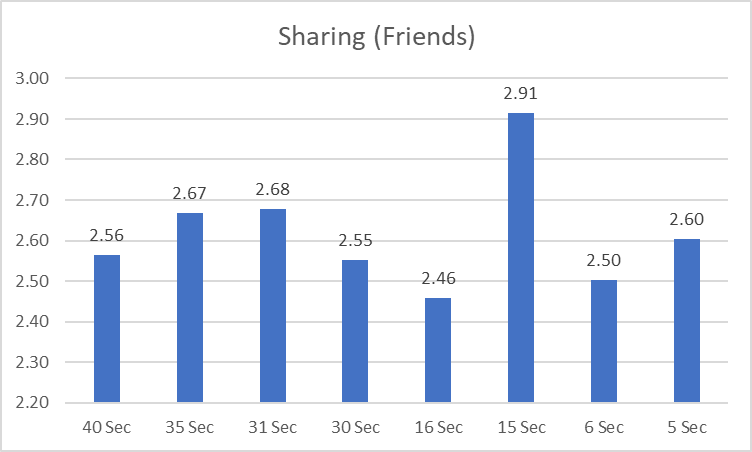 Sharing (Friends)
3.00
2.90
2.80
2.70
2.60
2.50
2.40
2.30
2.20
2.56
2.67
2.68
2.55
2.46
2.91
2.50
2.60
40 Sec
35 Sec
31 Sec
30 Sec
16 Sec
15 Sec
6 Sec
5 Sec